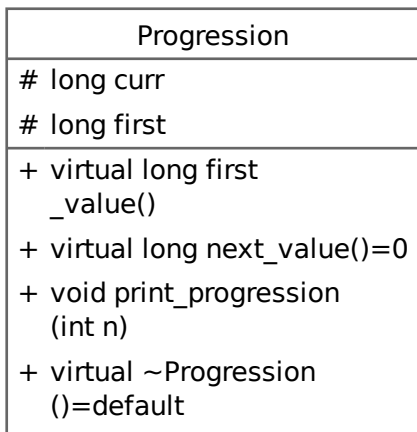 Progression
# long curr
# long first
+ virtual long first
_value()
+ virtual long next_value()=0
+ void print_progression
(int n)
+ virtual ~Progression
()=default